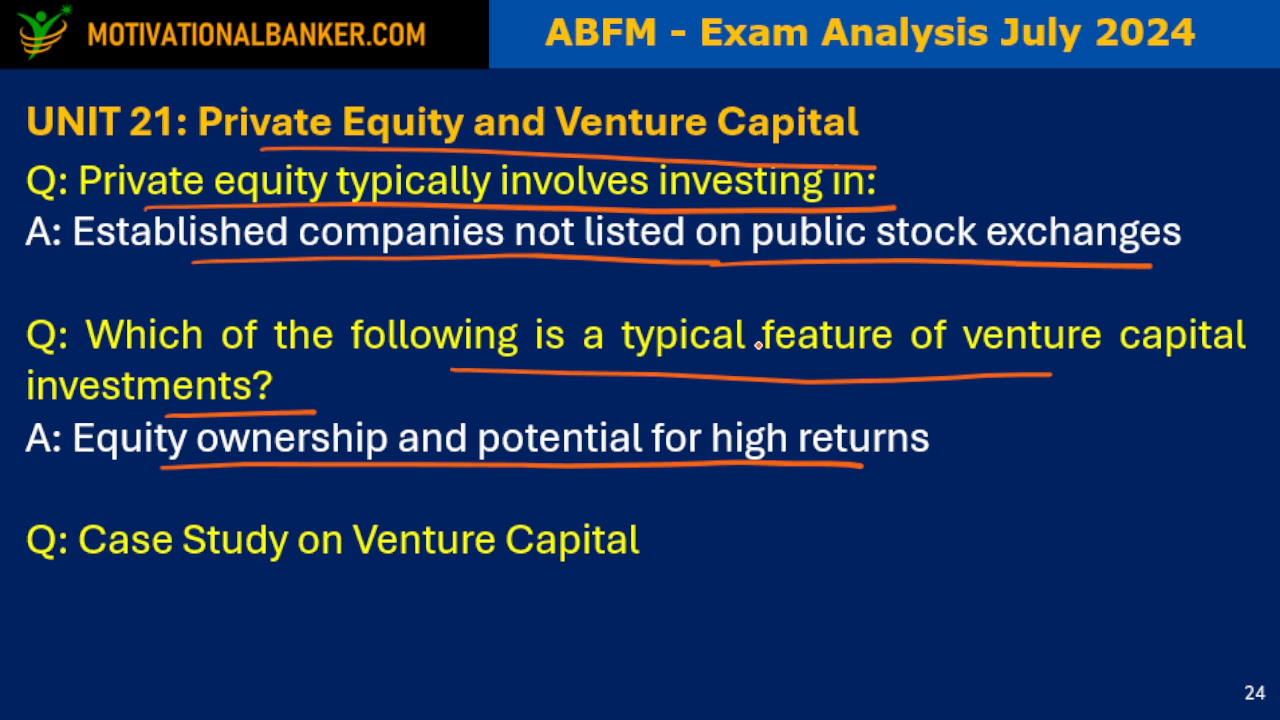 MOTIVATIONALBANKER.COM
ABFM - Exam Analysis July 2024
UNIT 21: Private Equity and Venture Capital
Q: Private equity typically involves investing in:
A: Established companies not listed on public stock exchanges
Q: Which of the following is a typical feature of venture capital
investments?
A: Equity ownership and potential for high returns
Q: Case Study on Venture Capital
24